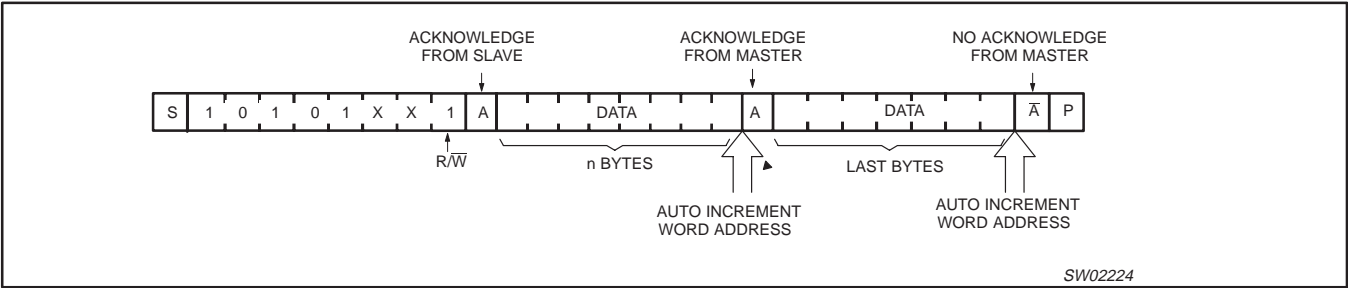 ACKNOWLEDGE
FROM SLAVE
ACKNOWLEDGE
FROM MASTER
NO ACKNOWLEDGE
FROM MASTER
S 1 0 1 0 1 X X 1 A DATA A DATA A̅ P
R/W̅
n BYTES
LAST BYTES
AUTO INCREMENT
WORD ADDRESS
AUTO INCREMENT
WORD ADDRESS
SW02224